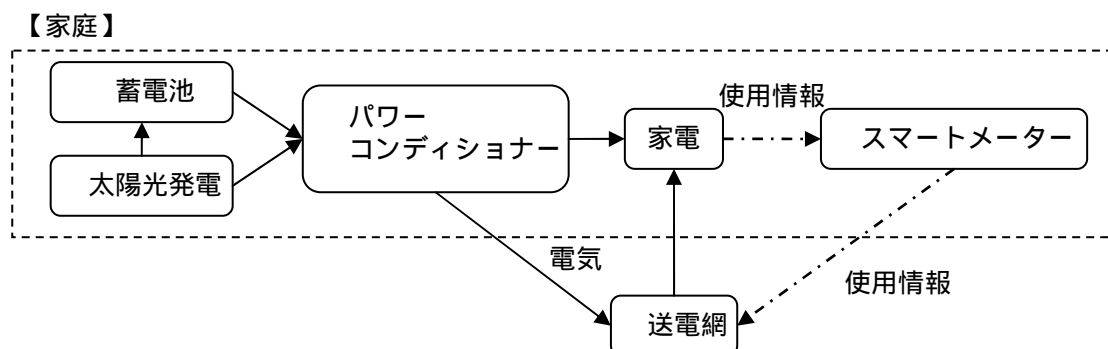 【家庭】
蓄電池
太陽光発電
パワー
コンディショナー
家電
使用情報
スマートメーター
電気
使用情報
送電網